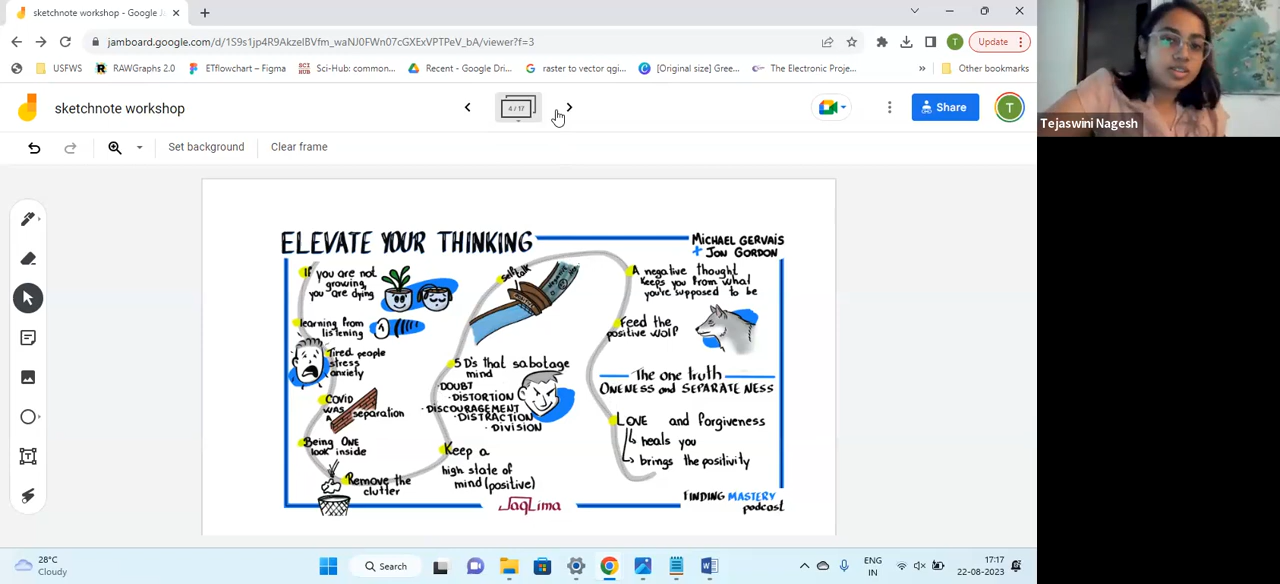 sketchnote workshop - Google Ja
jamboard.google.com/d/1S9s1jp4R9AkzelBVfm_waNJ0FWn07cGXExVPTPeV_bA/viewer?f=3
T
Update
USFWS
RAWGraphs 2.0
ETflowchart – Figma
Sci-Hub: common...
Recent - Google Dri...
raster to vector qgi...
[Original size] Gree...
The Electronic Proje...
»
Other bookmarks
sketchnote workshop
4 / 17
Share
T
Tejaswini Nagesh
Set background
Clear frame
ELEVATE YOUR THINKING
MICHAEL GERVAIS
+ JON GORDON
If you are not
growing,
you are dying
learning from
listening
Tired people
stress
anxiety
COVID
was
a separation
Being ONE
look inside
Remove the
clutter
self talk
5 D's that sabotage
mind
·DOUBT
·DISTORTION
·DISCOURAGEMENT
·DISTRACTION
·DIVISION
Keep a
high state of
mind (positive)
A negative thought
keeps you from what
you're supposed to be
Feed the
positive wolf
The one truth
ONENESS and SEPARATENESS
LOVE and forgiveness
heals you
brings the positivity
JaqLima
FINDING MASTERY
podcast
28°C
Cloudy
Search
ENG
IN
17:17
22-08-2023